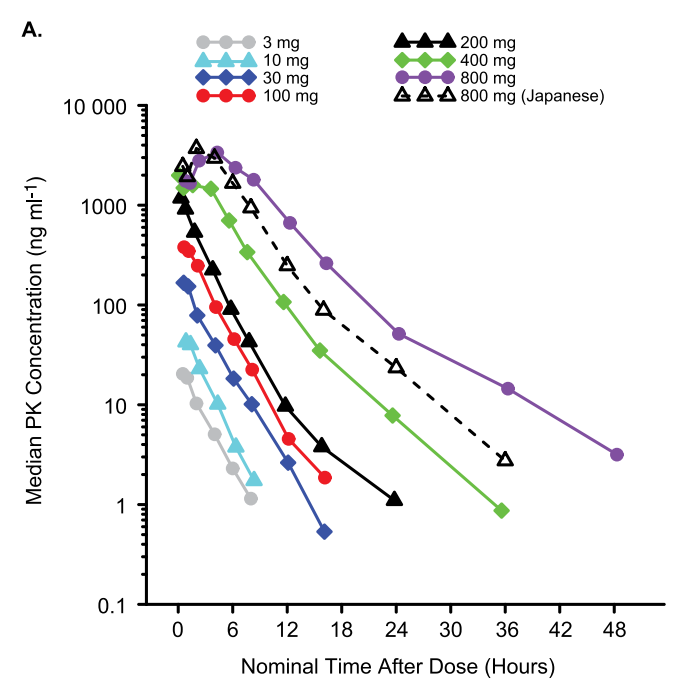 A.
3 mg
10 mg
30 mg
100 mg
200 mg
400 mg
800 mg
800 mg (Japanese)
Median PK Concentration (ng ml-1)
10 000
1000
100
10
1
0.1
0 6 12 18 24 30 36 42 48
Nominal Time After Dose (Hours)